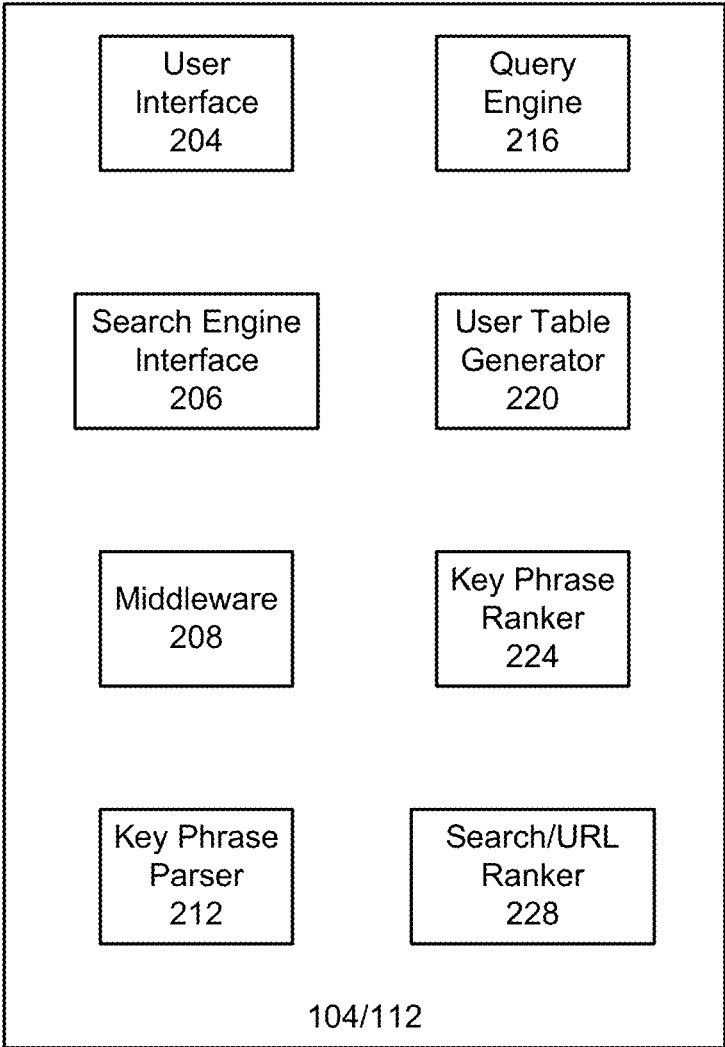 User
Interface
204
Query
Engine
216
Search Engine
Interface
206
User Table
Generator
220
Middleware
208
Key Phrase
Ranker
224
Key Phrase
Parser
212
Search/URL
Ranker
228
104/112